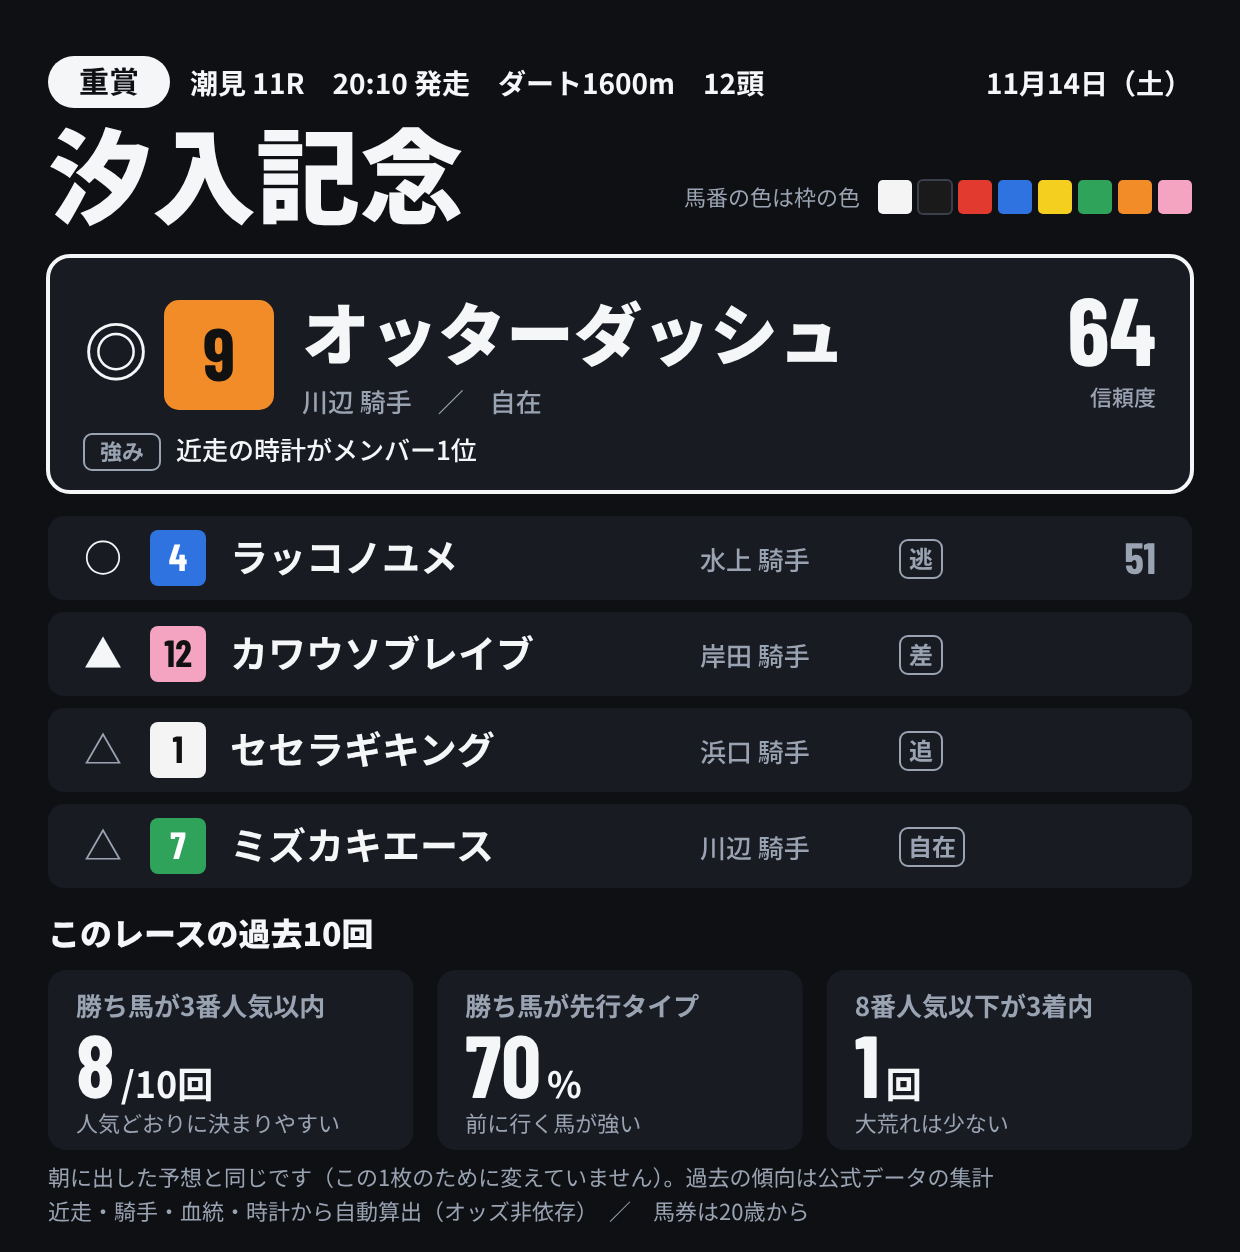 重賞 潮見 11R 20:10 発走 ダート1600m 12頭 11月14日（土）
汐入記念
馬番の色は枠の色
◎ 9 オッターダッシュ 64
川辺 騎手 ／ 自在 信頼度
強み 近走の時計がメンバー1位
○ 4 ラッコノユメ 水上 騎手 逃 51
▲ 12 カワウソブレイブ 岸田 騎手 差
△ 1 セセラギキング 浜口 騎手 追
△ 7 ミズカキエース 川辺 騎手 自在
このレースの過去10回
勝ち馬が3番人気以内
8/10回
人気どおりに決まりやすい
勝ち馬が先行タイプ
70%
前に行く馬が強い
8番人気以下が3着内
1回
大荒れは少ない
朝に出した予想と同じです（この1枚のために変えていません）。過去の傾向は公式データの集計
近走・騎手・血統・時計から自動算出（オッズ非依存） ／ 馬券は20歳から